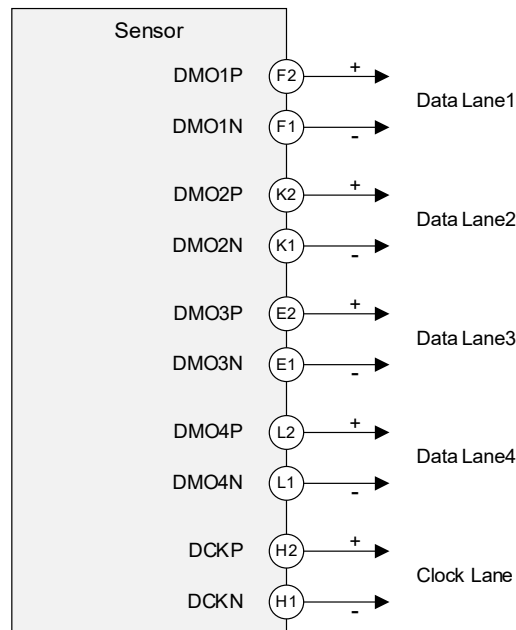 Sensor
DMO1P F2 +
Data Lane1
DMO1N F1 -
DMO2P K2 +
Data Lane2
DMO2N K1 -
DMO3P E2 +
Data Lane3
DMO3N E1 -
DMO4P L2 +
Data Lane4
DMO4N L1 -
DCKP H2 +
Clock Lane
DCKN H1 -